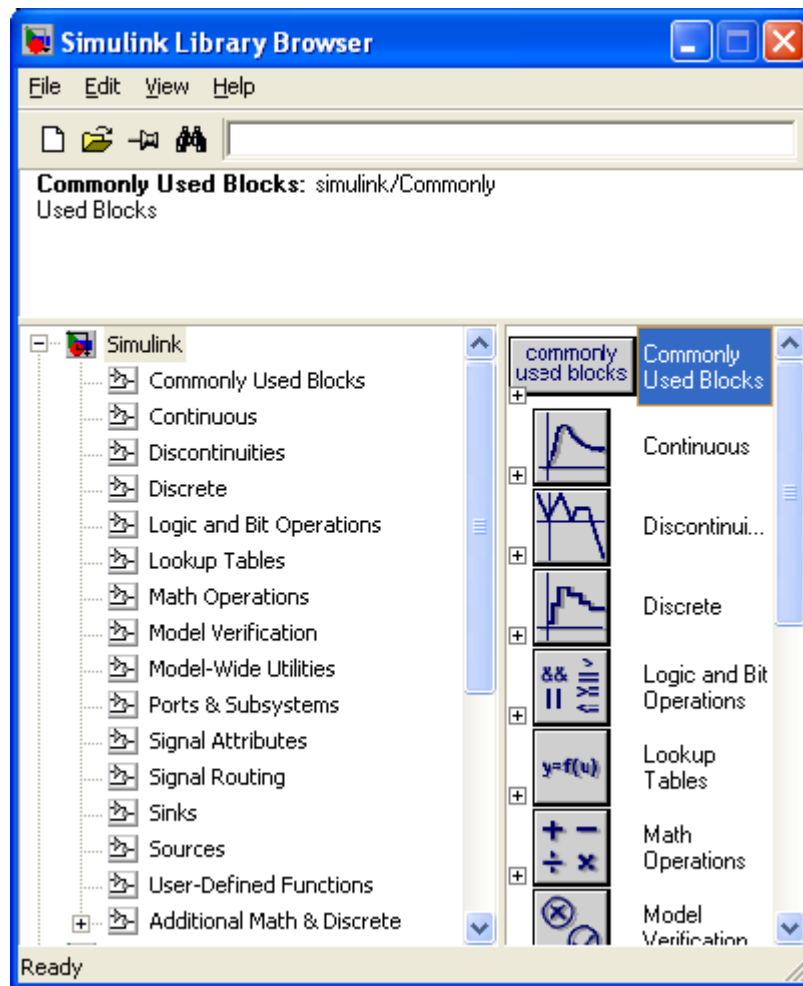 Simulink Library Browser
File Edit View Help
Commonly Used Blocks: simulink/Commonly
Used Blocks
Simulink
Commonly Used Blocks
Continuous
Discontinuities
Discrete
Logic and Bit Operations
Lookup Tables
Math Operations
Model Verification
Model-Wide Utilities
Ports & Subsystems
Signal Attributes
Signal Routing
Sinks
Sources
User-Defined Functions
Additional Math & Discrete
commonly
used blocks
Commonly
Used Blocks
Continuous
Discontinui...
Discrete
&& >
|| >=
<=
Logic and Bit
Operations
y=f(u)
Lookup
Tables
+ −
÷ ×
Math
Operations
Model
Verification
Ready